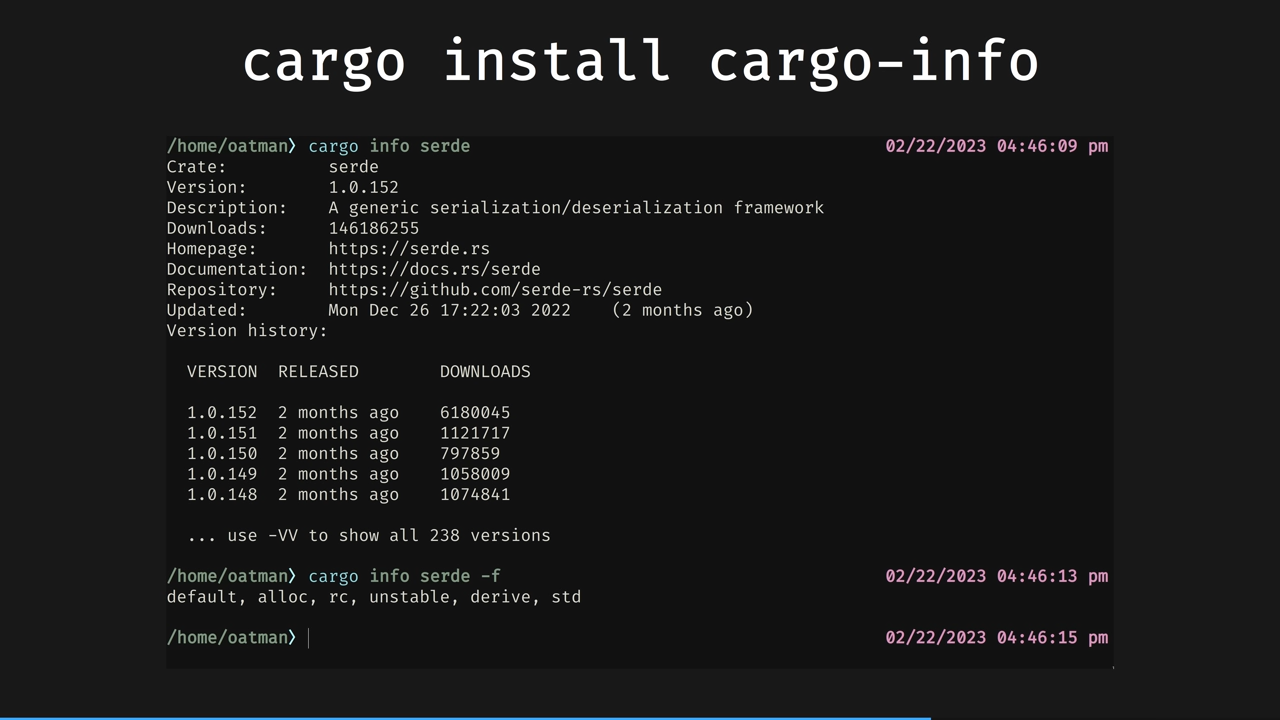 cargo install cargo-info
/home/oatman⟩ cargo info serde 02/22/2023 04:46:09 pm
Crate: serde
Version: 1.0.152
Description: A generic serialization/deserialization framework
Downloads: 146186255
Homepage: https://serde.rs
Documentation: https://docs.rs/serde
Repository: https://github.com/serde-rs/serde
Updated: Mon Dec 26 17:22:03 2022 (2 months ago)
Version history:
VERSION RELEASED DOWNLOADS
1.0.152 2 months ago 6180045
1.0.151 2 months ago 1121717
1.0.150 2 months ago 797859
1.0.149 2 months ago 1058009
1.0.148 2 months ago 1074841
... use -VV to show all 238 versions
/home/oatman⟩ cargo info serde -f 02/22/2023 04:46:13 pm
default, alloc, rc, unstable, derive, std
/home/oatman⟩ 02/22/2023 04:46:15 pm